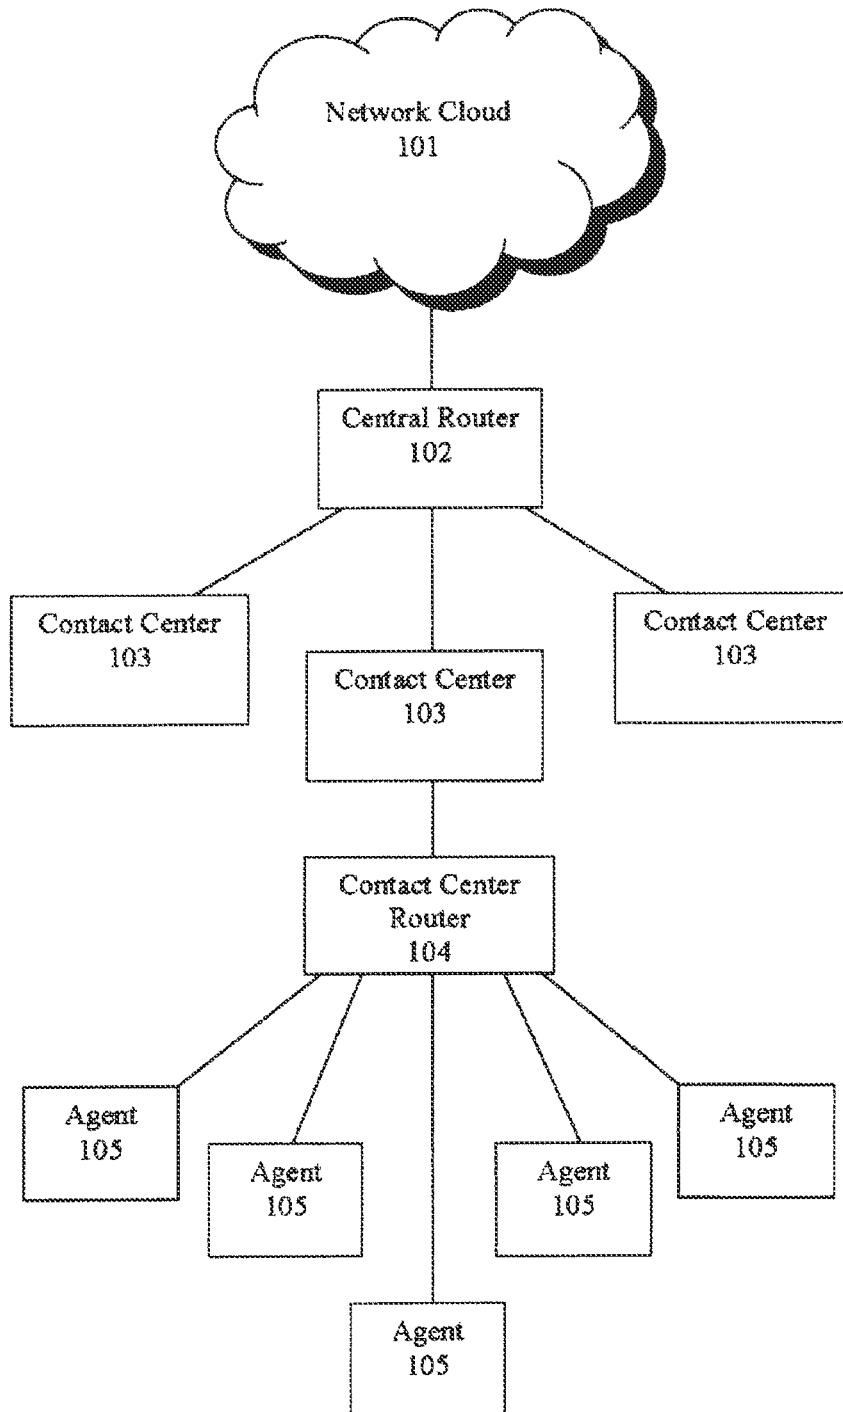 Network Cloud
101
Central Router
102
Contact Center
103
Contact Center
103
Contact Center
103
Contact Center
Router
104
Agent
105
Agent
105
Agent
105
Agent
105
Agent
105